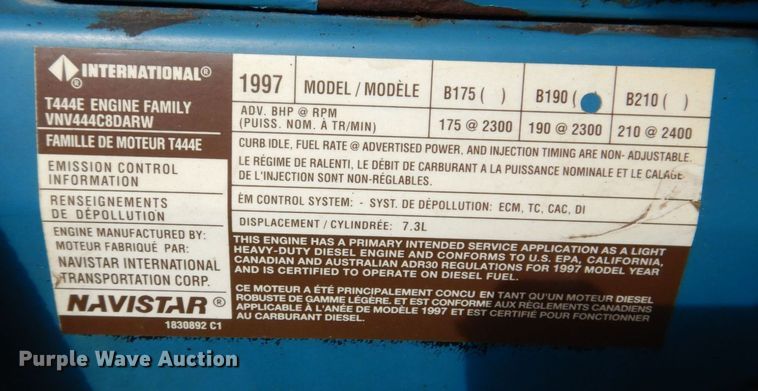 INTERNATIONAL®
T444E ENGINE FAMILY
VNV444C8DARW
FAMILLE DE MOTEUR T444E
EMISSION CONTROL
INFORMATION
RENSEIGNEMENTS
DE DÉPOLLUTION
ENGINE MANUFACTURED BY:
MOTEUR FABRIQUÉ PAR:
NAVISTAR INTERNATIONAL
TRANSPORTATION CORP.
NAVISTAR®
1830892 C1
1997 MODEL / MODÈLE B175 ( ) B190 ( B210 ( )
ADV. BHP @ RPM
(PUISS. NOM. À TR/MIN) 175 @ 2300 190 @ 2300 210 @ 2400
CURB IDLE, FUEL RATE @ ADVERTISED POWER, AND INJECTION TIMING ARE NON- ADJUSTABLE.
LE RÉGIME DE RALENTI, LE DÉBIT DE CARBURANT A LA PUISSANCE NOMINALE ET LE CALAGE
DE L'INJECTION SONT NON-RÉGLABLES.
ÉM CONTROL SYSTEM: - SYST. DE DÉPOLLUTION: ECM, TC, CAC, DI
DISPLACEMENT / CYLINDRÉE: 7.3L
THIS ENGINE HAS A PRIMARY INTENDED SERVICE APPLICATION AS A LIGHT
HEAVY-DUTY DIESEL ENGINE AND CONFORMS TO U.S. EPA, CALIFORNIA,
CANADIAN AND AUSTRALIAN ADR30 REGULATIONS FOR 1997 MODEL YEAR
AND IS CERTIFIED TO OPERATE ON DIESEL FUEL.
CE MOTEUR A ÉTÉ PRINCIPALEMENT CONCU EN TANT QU'UN MOTEUR DIESEL
ROBUSTE DE GAMME LÉGÈRE. ET EST CONFORME AUX RÉGLEMENTS CANADIENS
APPLICABLE À L'ANÉE DE MODÈLE 1997 ET EST CERTIFIÉ POUR FONCTIONNER
AU CARBURANT DIESEL.
Purple Wave Auction